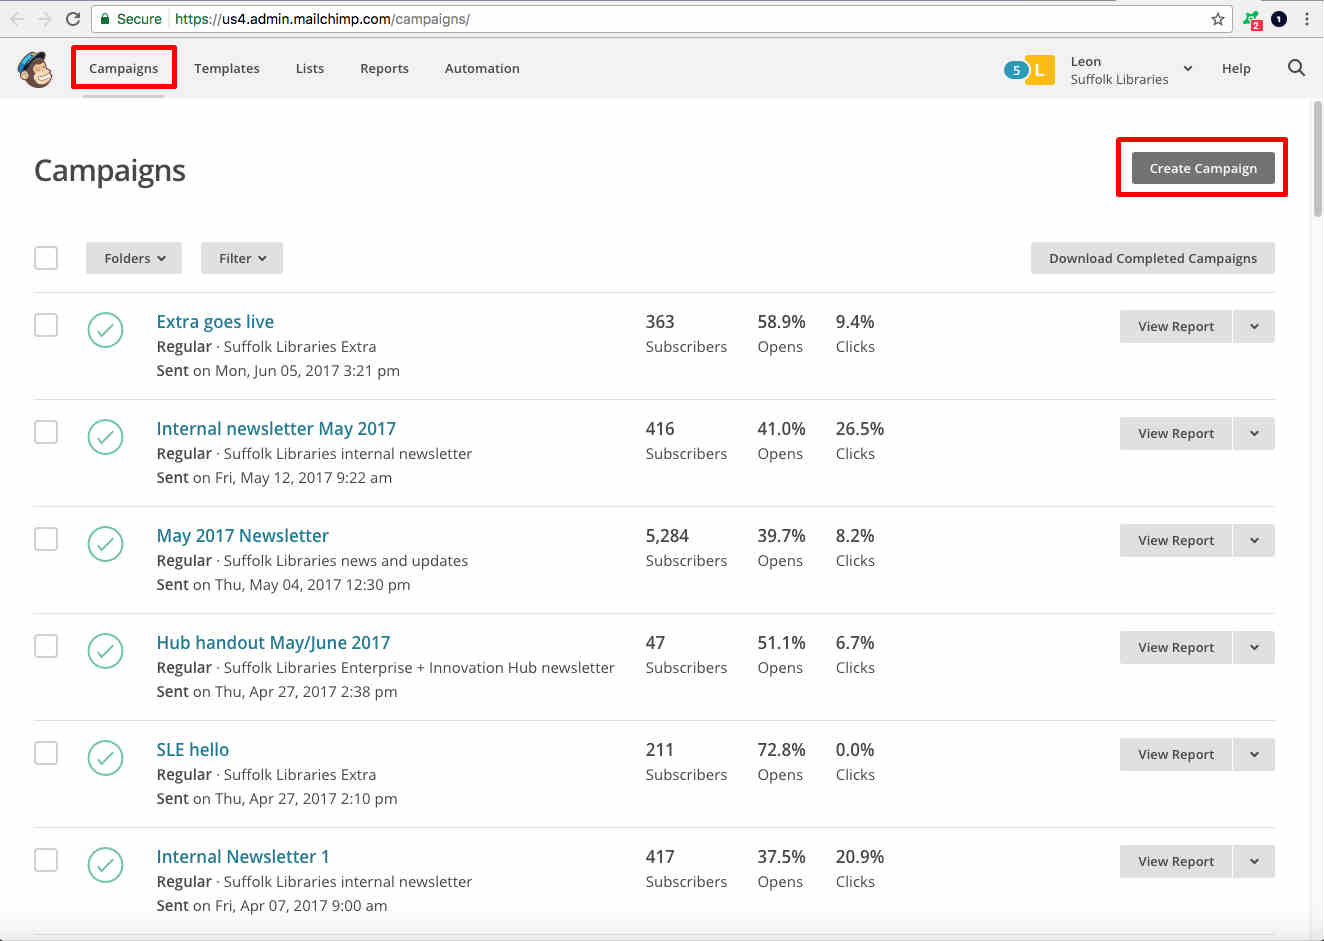 Secure https://us4.admin.mailchimp.com/campaigns/ 2 1
Campaigns Templates Lists Reports Automation 5 L Leon Suffolk Libraries Help
Campaigns Create Campaign
Folders Filter Download Completed Campaigns
Extra goes live 363 58.9% 9.4% View Report
Regular · Suffolk Libraries Extra Subscribers Opens Clicks
Sent on Mon, Jun 05, 2017 3:21 pm
Internal newsletter May 2017 416 41.0% 26.5% View Report
Regular · Suffolk Libraries internal newsletter Subscribers Opens Clicks
Sent on Fri, May 12, 2017 9:22 am
May 2017 Newsletter 5,284 39.7% 8.2% View Report
Regular · Suffolk Libraries news and updates Subscribers Opens Clicks
Sent on Thu, May 04, 2017 12:30 pm
Hub handout May/June 2017 47 51.1% 6.7% View Report
Regular · Suffolk Libraries Enterprise + Innovation Hub newsletter Subscribers Opens Clicks
Sent on Thu, Apr 27, 2017 2:38 pm
SLE hello 211 72.8% 0.0% View Report
Regular · Suffolk Libraries Extra Subscribers Opens Clicks
Sent on Thu, Apr 27, 2017 2:10 pm
Internal Newsletter 1 417 37.5% 20.9% View Report
Regular · Suffolk Libraries internal newsletter Subscribers Opens Clicks
Sent on Fri, Apr 07, 2017 9:00 am